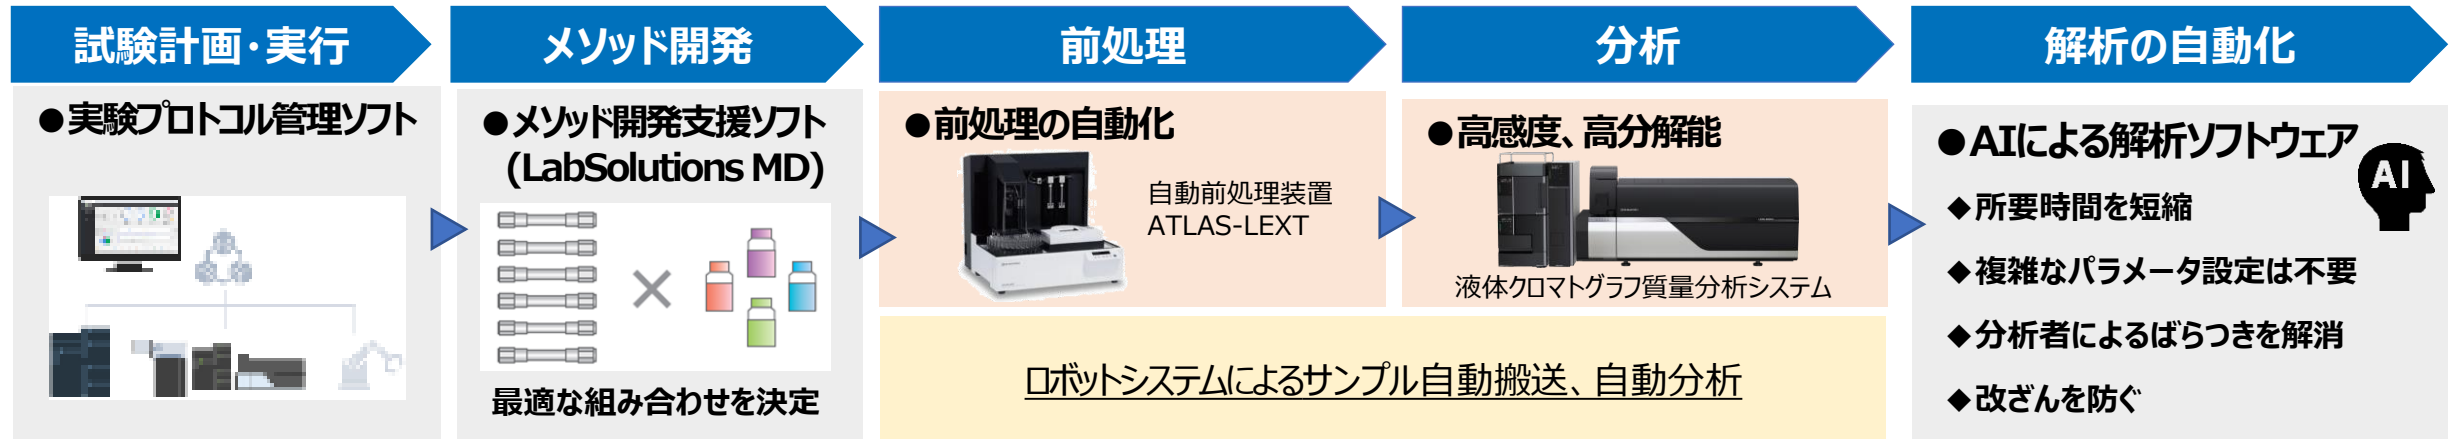 試験計画・実行
メソッド開発
前処理
分析
解析の自動化
●実験プロトコル管理ソフト
●メソッド開発支援ソフト
(LabSolutions MD)
最適な組み合わせを決定
●前処理の自動化
自動前処理装置
ATLAS-LEXT
●高感度、高分解能
液体クロマトグラフ質量分析システム
ロボットシステムによるサンプル自動搬送、自動分析
●AIによる解析ソフトウェア
AI
◆所要時間を短縮
◆複雑なパラメータ設定は不要
◆分析者によるばらつきを解消
◆改ざんを防ぐ